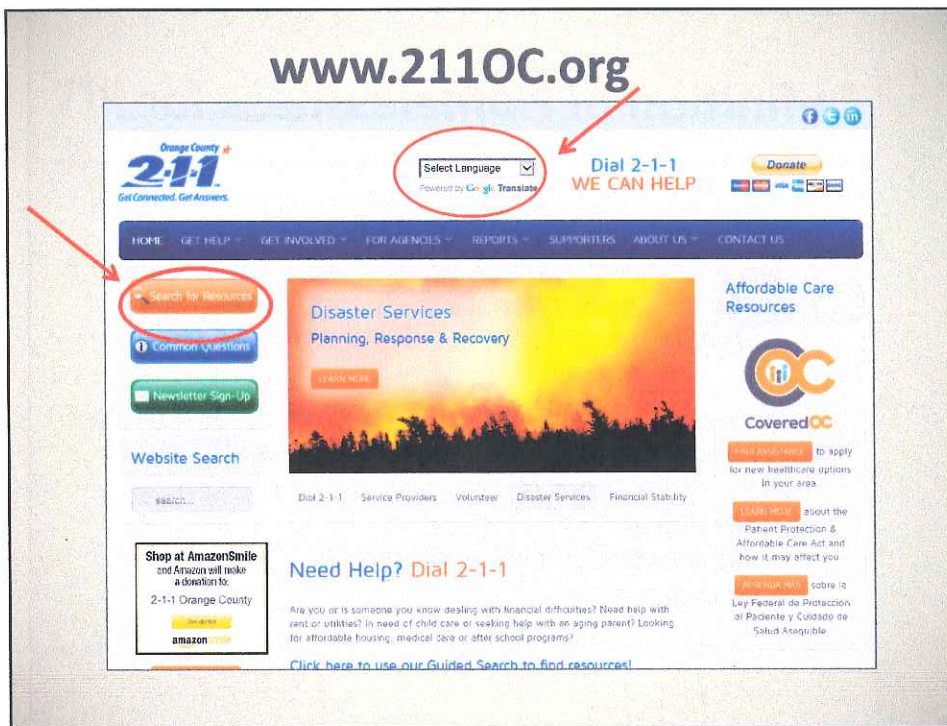 www.211OC.org
Orange County
2-1-1
Get Connected. Get Answers.
Select Language
Powered by Google Translate
Dial 2-1-1
WE CAN HELP
Donate
HOME GET HELP GET INVOLVED FOR AGENCIES REPORTS SUPPORTERS ABOUT US CONTACT US
Search for Resources
Common Questions
Newsletter Sign-Up
Website Search
search...
Shop at AmazonSmile
and Amazon will make
a donation to:
2-1-1 Orange County
Get started
amazonsmile
Disaster Services
Planning, Response & Recovery
LEARN MORE
Dial 2-1-1 Service Providers Volunteer Disaster Services Financial Stability
Need Help? Dial 2-1-1
Are you or is someone you know dealing with financial difficulties? Need help with
rent or utilities? In need of child care or seeking help with an aging parent? Looking
for affordable housing, medical care or after school programs?
Click here to use our Guided Search to find resources!
Affordable Care
Resources
CoveredOC
FIND ASSISTANCE to apply
for new healthcare options
in your area
LEARN MORE about the
Patient Protection &
Affordable Care Act and
how it may affect you
APRENDA MAS sobre la
Ley Federal de Protección
al Paciente y Cuidado de
Salud Asequible